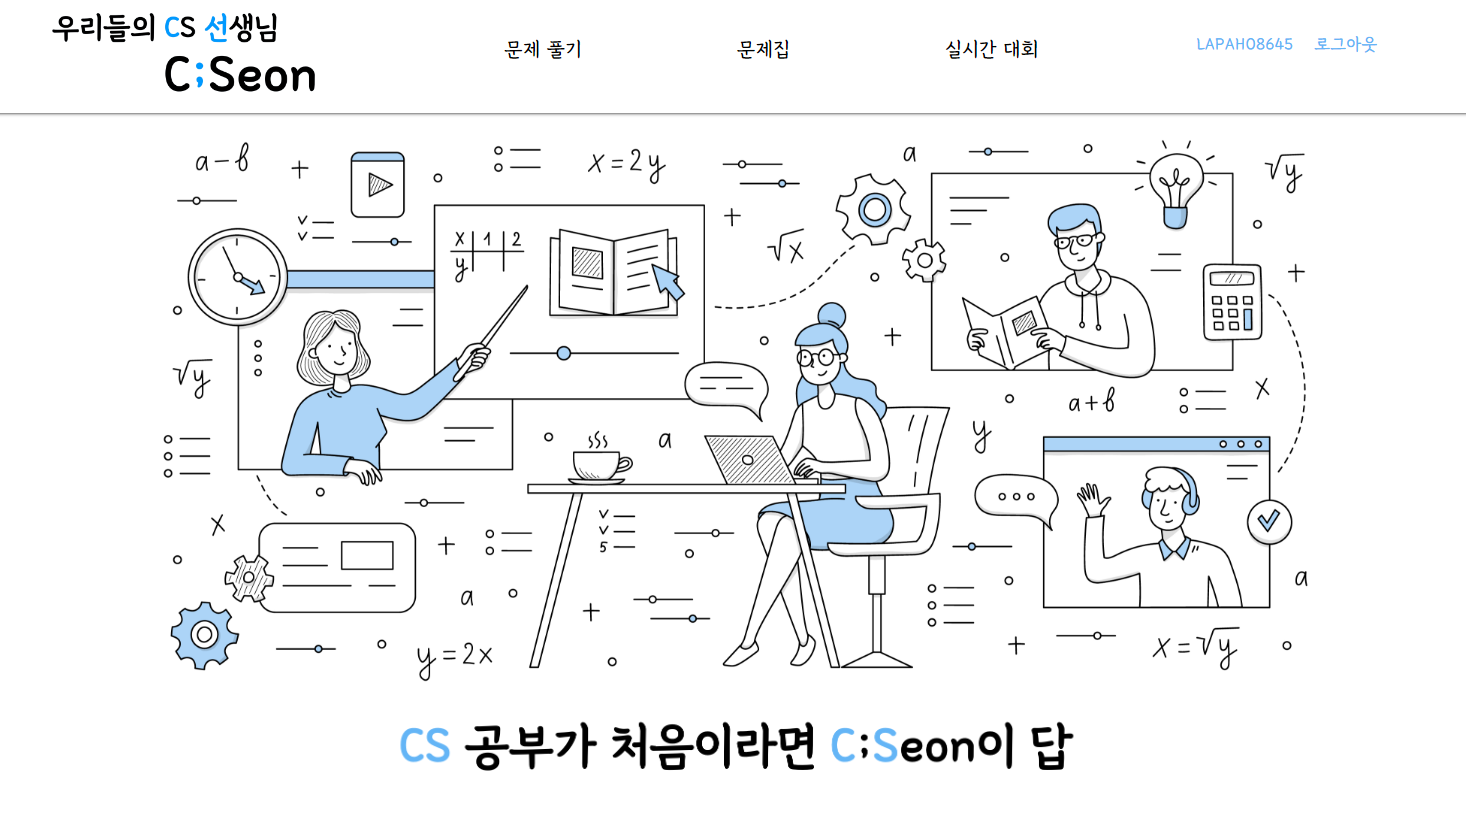 우리들의 CS 선생님
C;Seon
문제 풀기
문제집
실시간 대회
LAPAHO8645
로그아웃
a-b
+
x=2y
a
√y
x 1 2
y
+
√x
+
+
√y
a+b
x
y
a
x
+
v
v
5
a
+
a
y=2x
+
x=√y
CS 공부가 처음이라면 C;Seon이 답